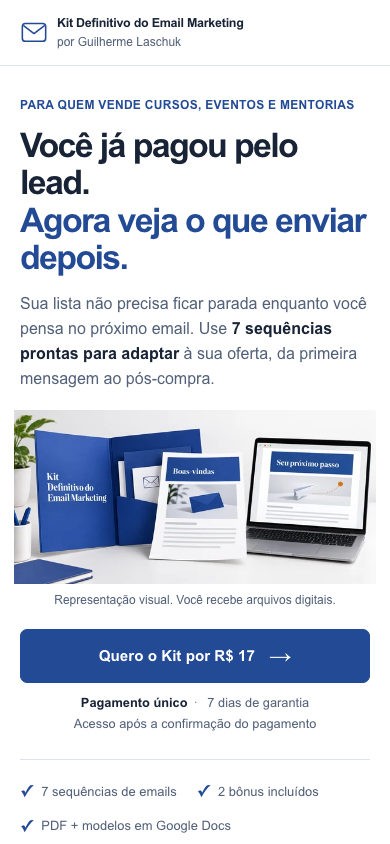 Kit Definitivo do Email Marketing
por Guilherme Laschuk
PARA QUEM VENDE CURSOS, EVENTOS E MENTORIAS
Você já pagou pelo
lead.
Agora veja o que enviar
depois.
Sua lista não precisa ficar parada enquanto você
pensa no próximo email. Use 7 sequências
prontas para adaptar à sua oferta, da primeira
mensagem ao pós-compra.
Kit
Definitivo do
Email Marketing
Boas-vindas
Seu próximo passo
Representação visual. Você recebe arquivos digitais.
Quero o Kit por R$ 17 →
Pagamento único · 7 dias de garantia
Acesso após a confirmação do pagamento
✓ 7 sequências de emails ✓ 2 bônus incluídos
✓ PDF + modelos em Google Docs